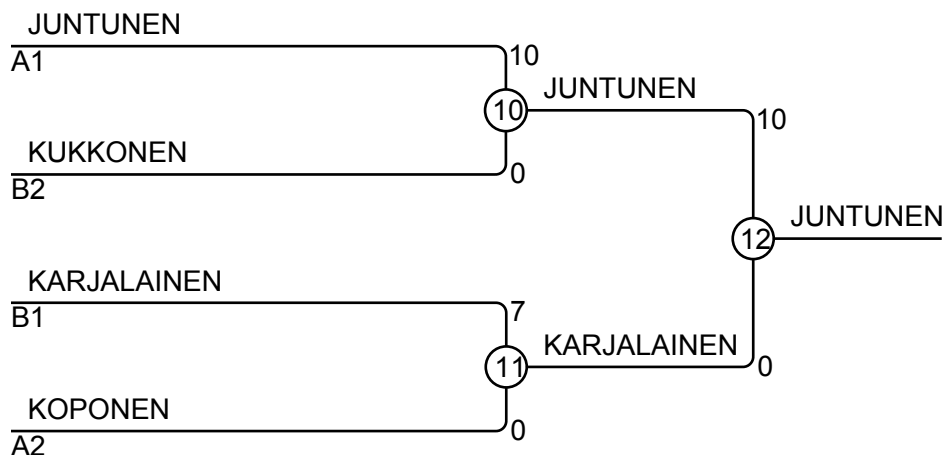 JUNTUNEN
A1
10
10
JUNTUNEN
10
KUKKONEN
B2
0
12
JUNTUNEN
KARJALAINEN
B1
7
11
KARJALAINEN
0
KOPONEN
A2
0